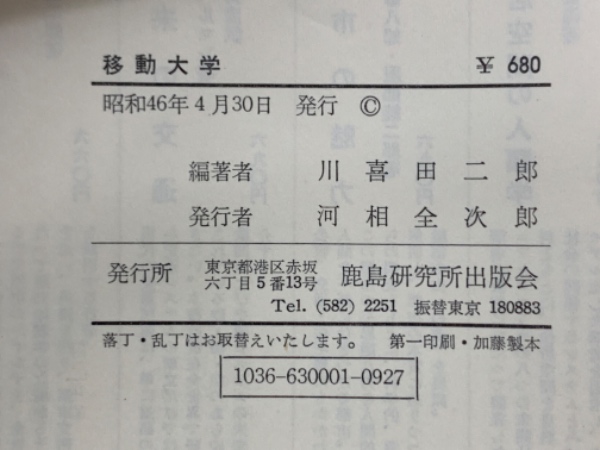 移動大学 ¥ 680
昭和46年4月30日 発行 ©
編著者 川喜田二郎
発行者 河相全次郎
発行所 東京都港区赤坂六丁目5番13号 鹿島研究所出版会
Tel. (582) 2251 振替東京 180883
落丁・乱丁はお取替えいたします。 第一印刷・加藤製本
1036-630001-0927